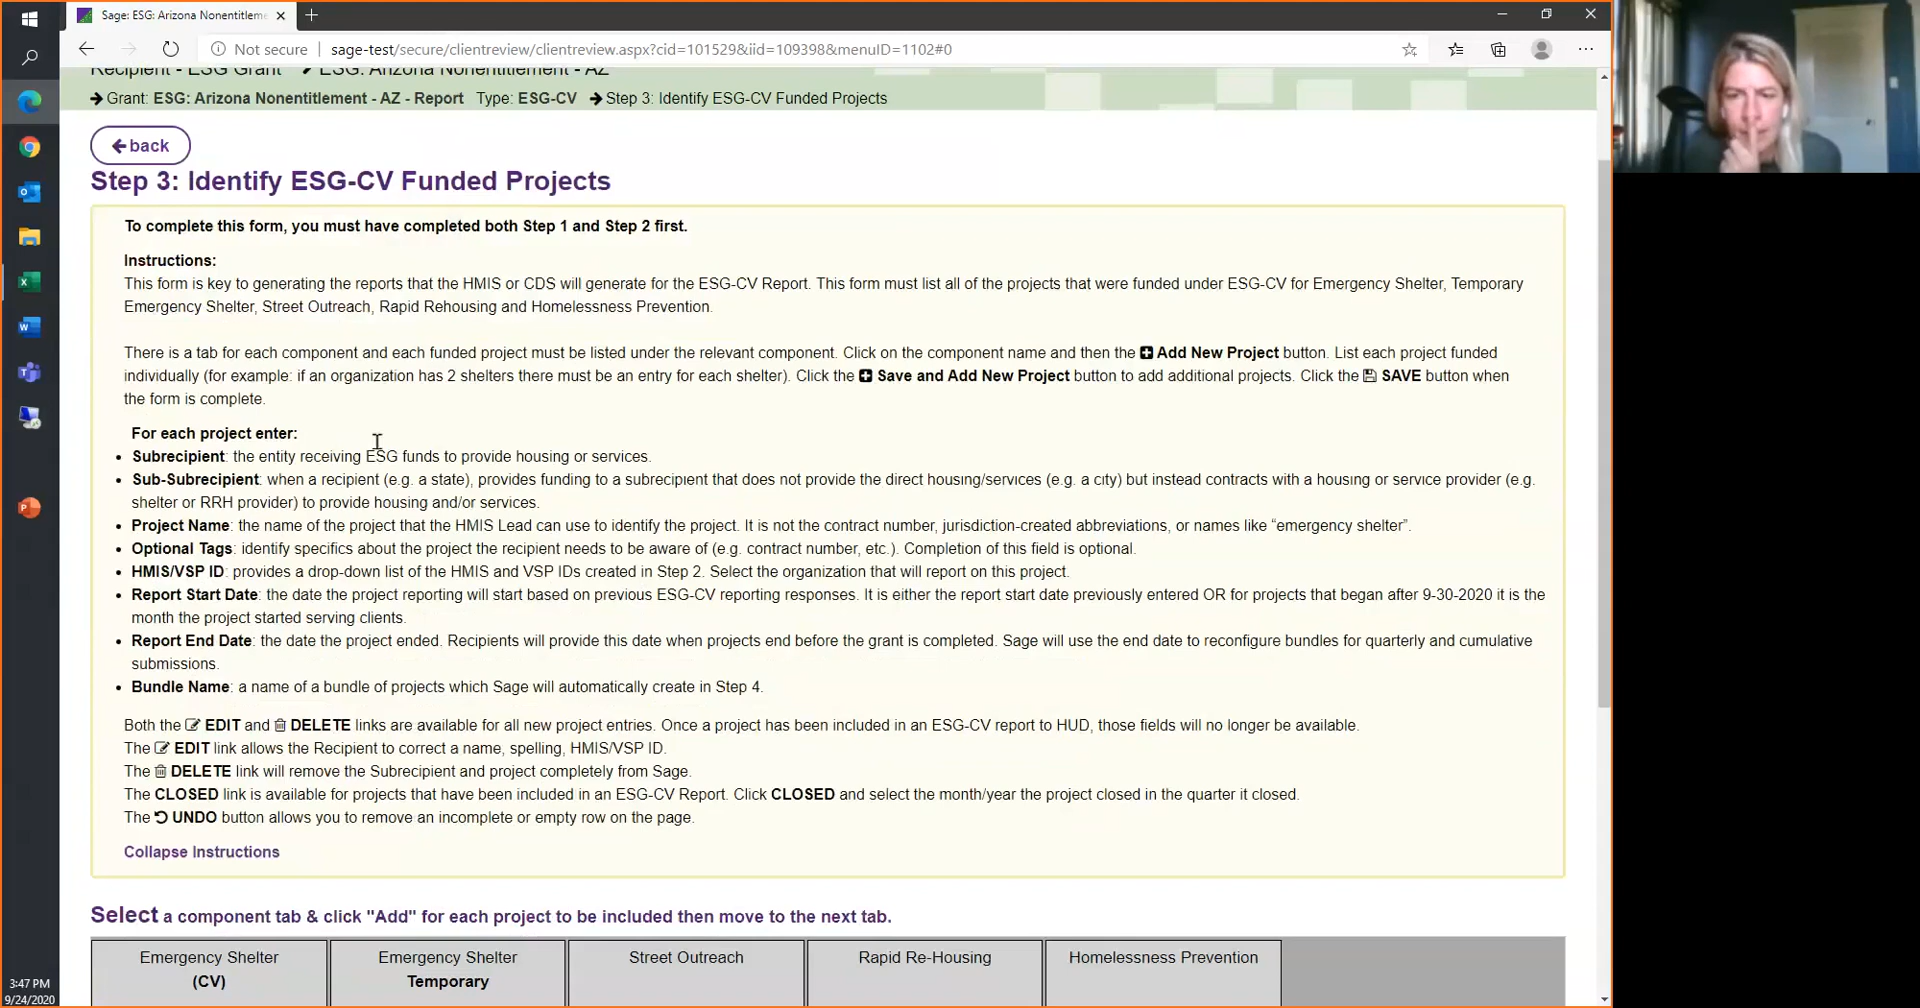 Sage: ESG: Arizona Nonentitleme
Not secure sage-test/secure/clientreview/clientreview.aspx?cid=101529&iid=109398&menuID=1102#0
Recipient - ESG Grant ESG: Arizona Nonentitlement - AZ
Grant: ESG: Arizona Nonentitlement - AZ - Report Type: ESG-CV Step 3: Identify ESG-CV Funded Projects
back
Step 3: Identify ESG-CV Funded Projects
To complete this form, you must have completed both Step 1 and Step 2 first.
Instructions:
This form is key to generating the reports that the HMIS or CDS will generate for the ESG-CV Report. This form must list all of the projects that were funded under ESG-CV for Emergency Shelter, Temporary
Emergency Shelter, Street Outreach, Rapid Rehousing and Homelessness Prevention.
There is a tab for each component and each funded project must be listed under the relevant component. Click on the component name and then the Add New Project button. List each project funded
individually (for example: if an organization has 2 shelters there must be an entry for each shelter). Click the Save and Add New Project button to add additional projects. Click the SAVE button when
the form is complete.
For each project enter:
• Subrecipient: the entity receiving ESG funds to provide housing or services.
• Sub-Subrecipient: when a recipient (e.g. a state), provides funding to a subrecipient that does not provide the direct housing/services (e.g. a city) but instead contracts with a housing or service provider (e.g.
shelter or RRH provider) to provide housing and/or services.
• Project Name: the name of the project that the HMIS Lead can use to identify the project. It is not the contract number, jurisdiction-created abbreviations, or names like “emergency shelter”.
• Optional Tags: identify specifics about the project the recipient needs to be aware of (e.g. contract number, etc.). Completion of this field is optional.
• HMIS/VSP ID: provides a drop-down list of the HMIS and VSP IDs created in Step 2. Select the organization that will report on this project.
• Report Start Date: the date the project reporting will start based on previous ESG-CV reporting responses. It is either the report start date previously entered OR for projects that began after 9-30-2020 it is the
month the project started serving clients.
• Report End Date: the date the project ended. Recipients will provide this date when projects end before the grant is completed. Sage will use the end date to reconfigure bundles for quarterly and cumulative
submissions.
• Bundle Name: a name of a bundle of projects which Sage will automatically create in Step 4.
Both the EDIT and DELETE links are available for all new project entries. Once a project has been included in an ESG-CV report to HUD, those fields will no longer be available.
The EDIT link allows the Recipient to correct a name, spelling, HMIS/VSP ID.
The DELETE link will remove the Subrecipient and project completely from Sage.
The CLOSED link is available for projects that have been included in an ESG-CV Report. Click CLOSED and select the month/year the project closed in the quarter it closed.
The UNDO button allows you to remove an incomplete or empty row on the page.
Collapse Instructions
Select a component tab & click "Add" for each project to be included then move to the next tab.
Emergency Shelter
(CV)
Emergency Shelter
Temporary
Street Outreach
Rapid Re-Housing
Homelessness Prevention
3:47 PM
9/24/2020